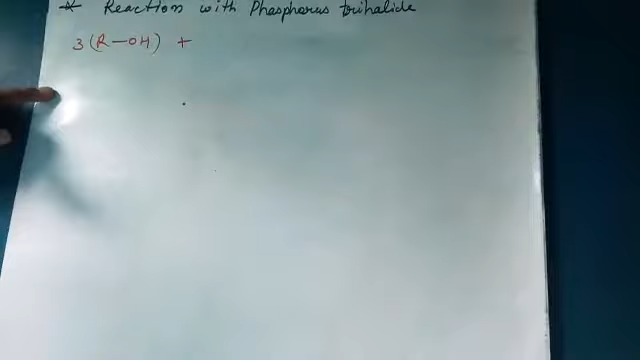 * Reaction with Phosphorus trihalide
3 (R-OH) +